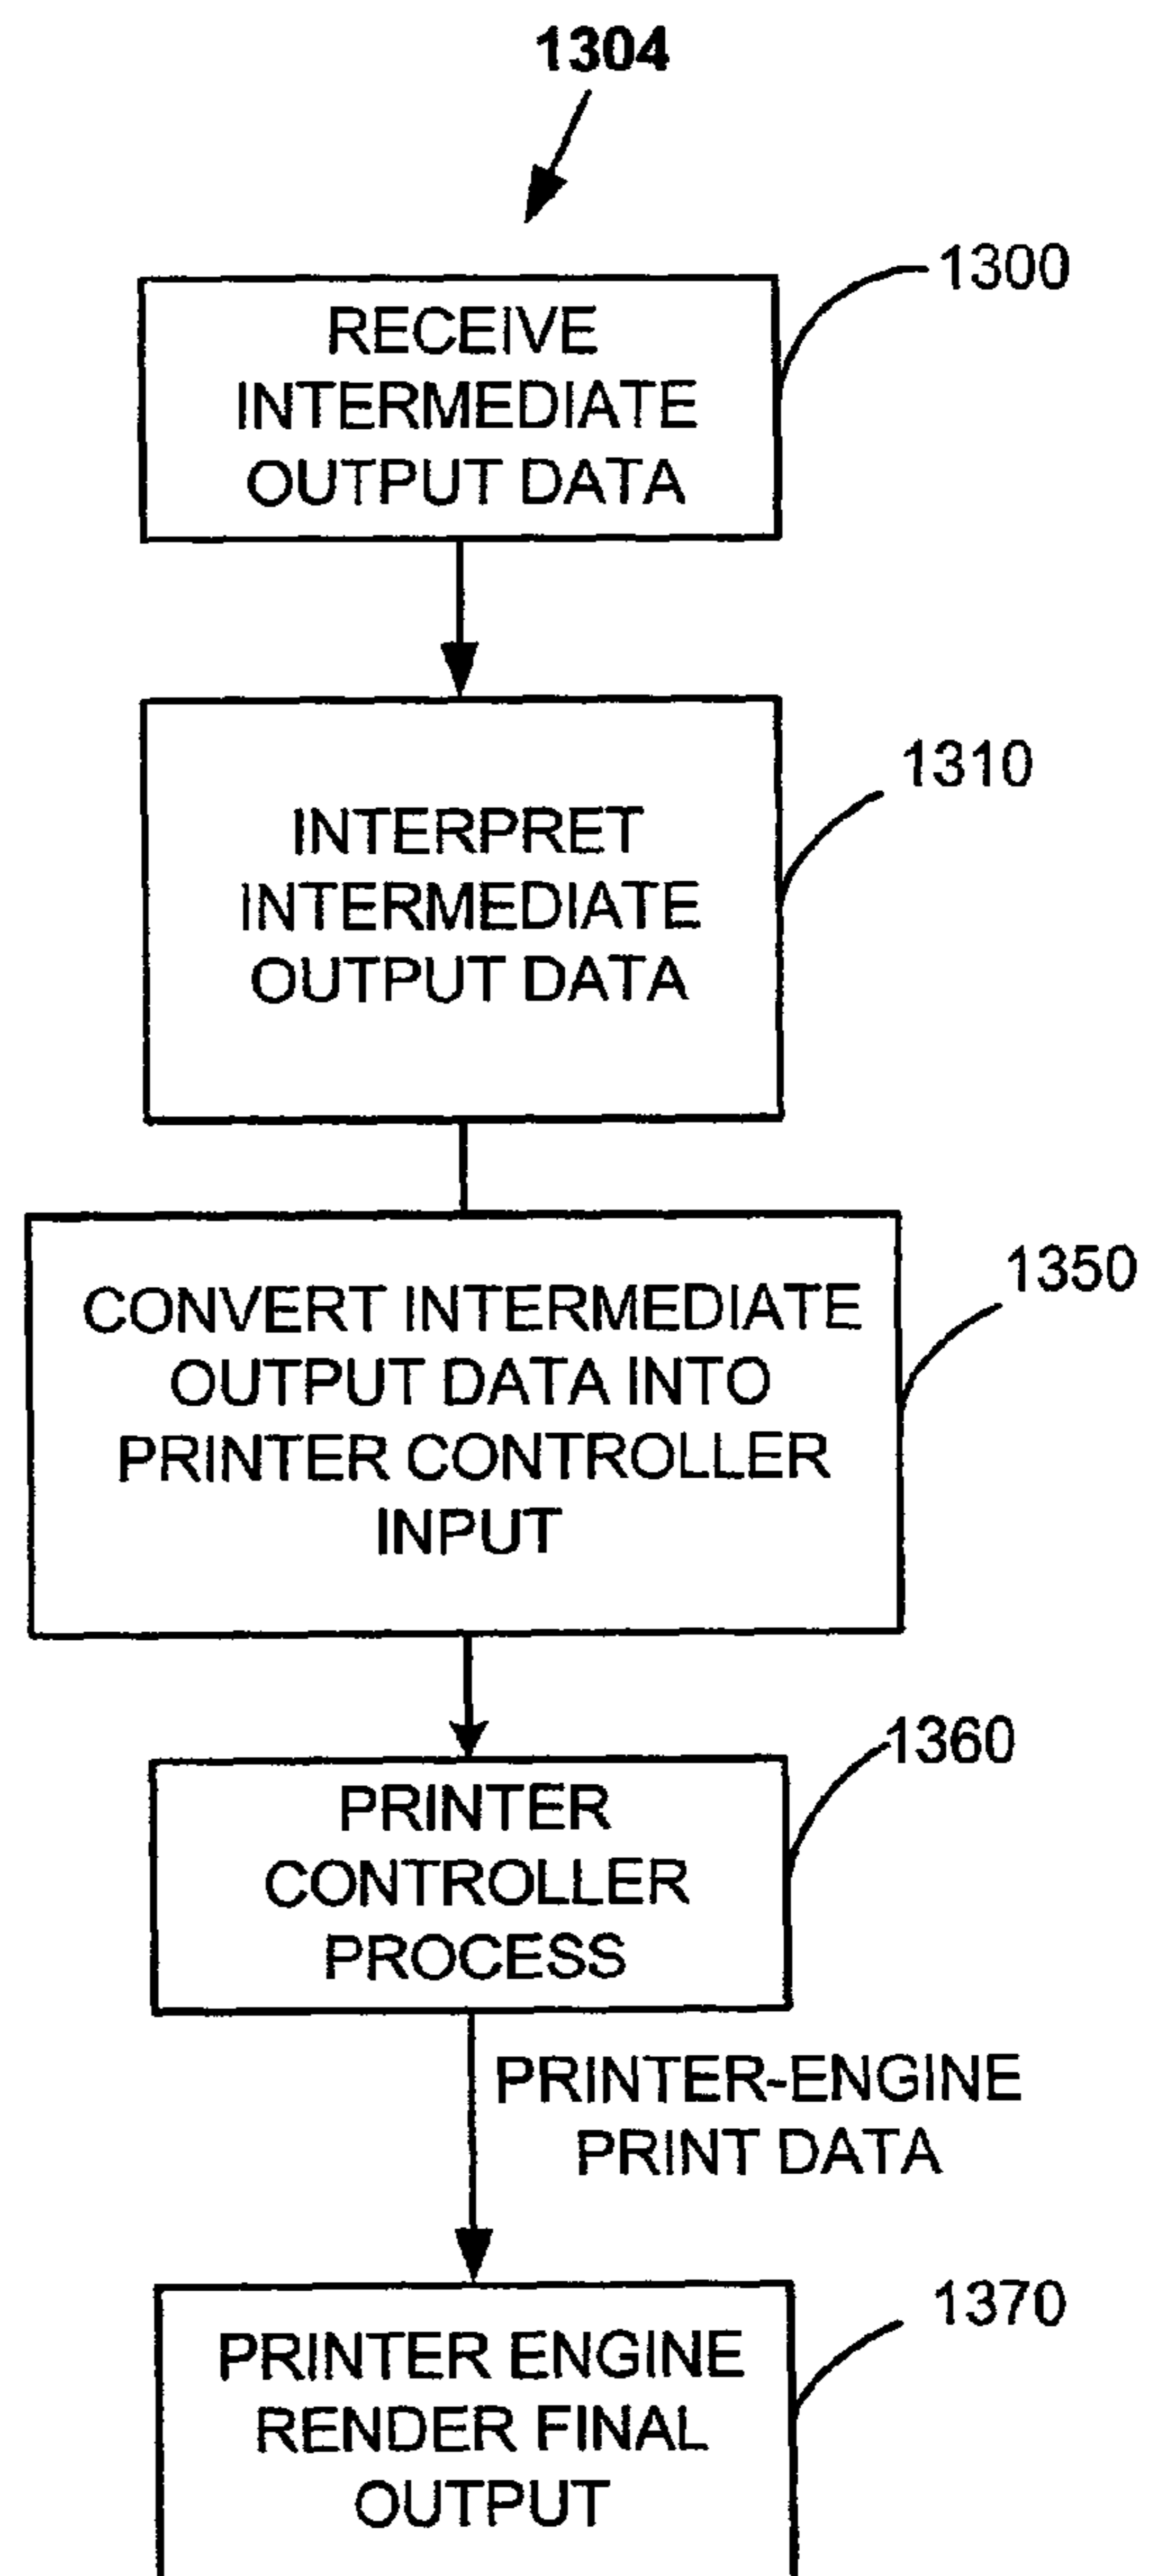 1304
1300
RECEIVE
INTERMEDIATE
OUTPUT DATA
1310
INTERPRET
INTERMEDIATE
OUTPUT DATA
1350
CONVERT INTERMEDIATE
OUTPUT DATA INTO
PRINTER CONTROLLER
INPUT
1360
PRINTER
CONTROLLER
PROCESS
PRINTER-ENGINE
PRINT DATA
1370
PRINTER ENGINE
RENDER FINAL
OUTPUT